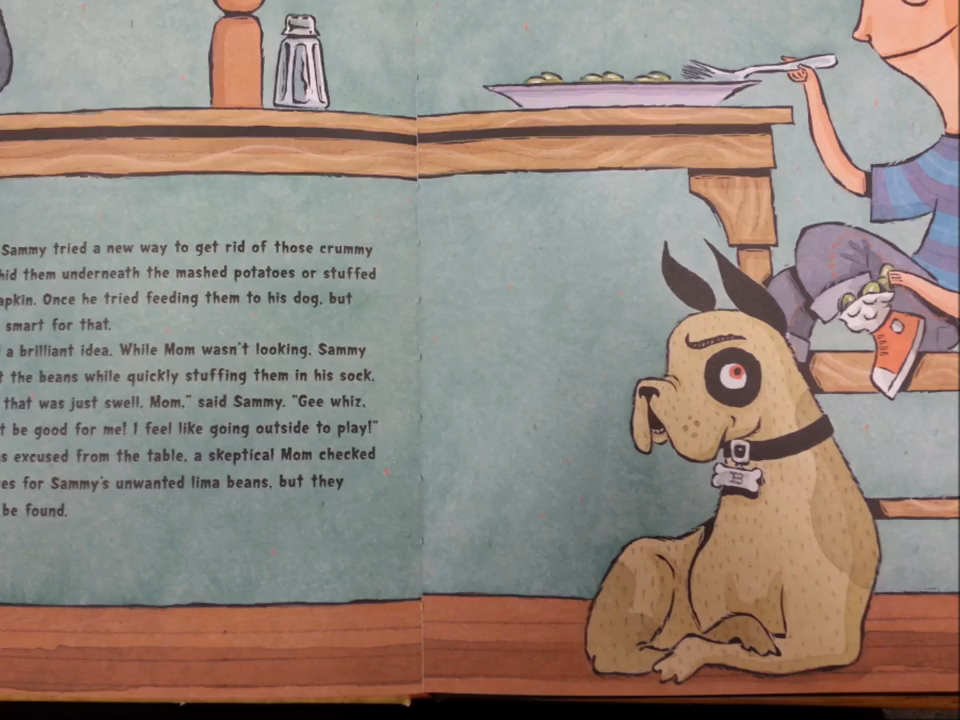 Sammy tried a new way to get rid of those crummy
hid them underneath the mashed potatoes or stuffed
apkin. Once he tried feeding them to his dog, but
smart for that.
a brilliant idea. While Mom wasn't looking, Sammy
t the beans while quickly stuffing them in his sock.
that was just swell, Mom," said Sammy. "Gee whiz,
t be good for me! I feel like going outside to play!"
s excused from the table, a skeptical Mom checked
es for Sammy's unwanted lima beans, but they
be found.
B